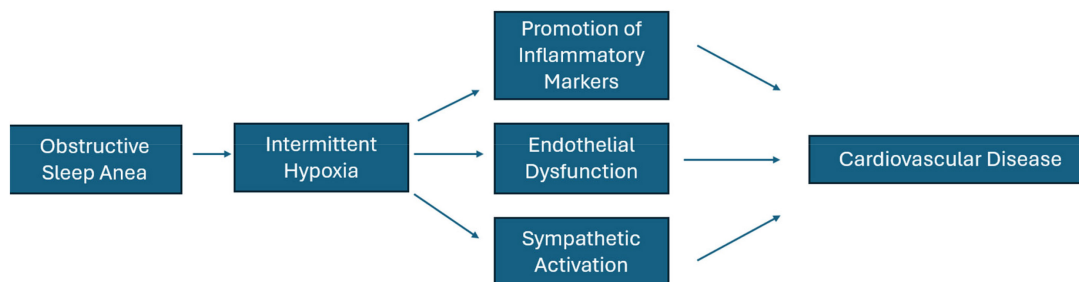 Obstructive
Sleep Anea
Intermittent
Hypoxia
Promotion of
Inflammatory
Markers
Endothelial
Dysfunction
Sympathetic
Activation
Cardiovascular Disease